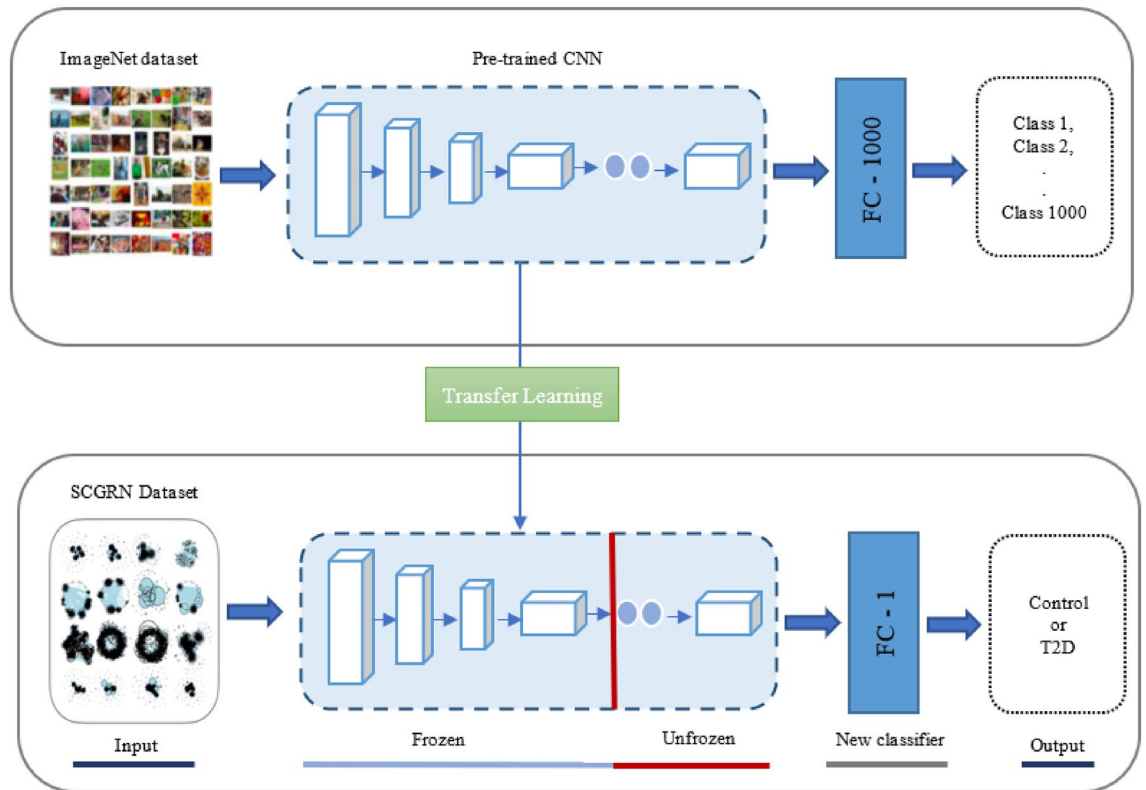 ImageNet dataset
Pre-trained CNN
FC - 1000
Class 1,
Class 2,
.
.
Class 1000
Transfer Learning
SCGRN Dataset
FC - 1
Control
or
T2D
Input
Frozen
Unfrozen
New classifier
Output